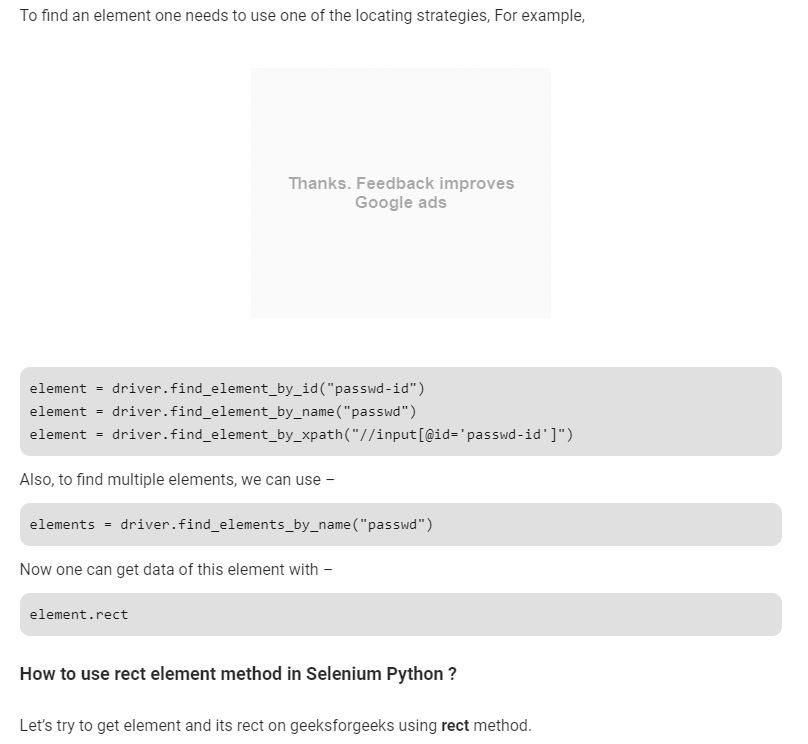 To find an element one needs to use one of the locating strategies, For example,
Thanks. Feedback improves
Google ads
element = driver.find_element_by_id("passwd-id")
element = driver.find_element_by_name("passwd")
element = driver.find_element_by_xpath("//input[@id='passwd-id']")
Also, to find multiple elements, we can use –
elements = driver.find_elements_by_name("passwd")
Now one can get data of this element with –
element.rect
How to use rect element method in Selenium Python ?
Let’s try to get element and its rect on geeksforgeeks using rect method.